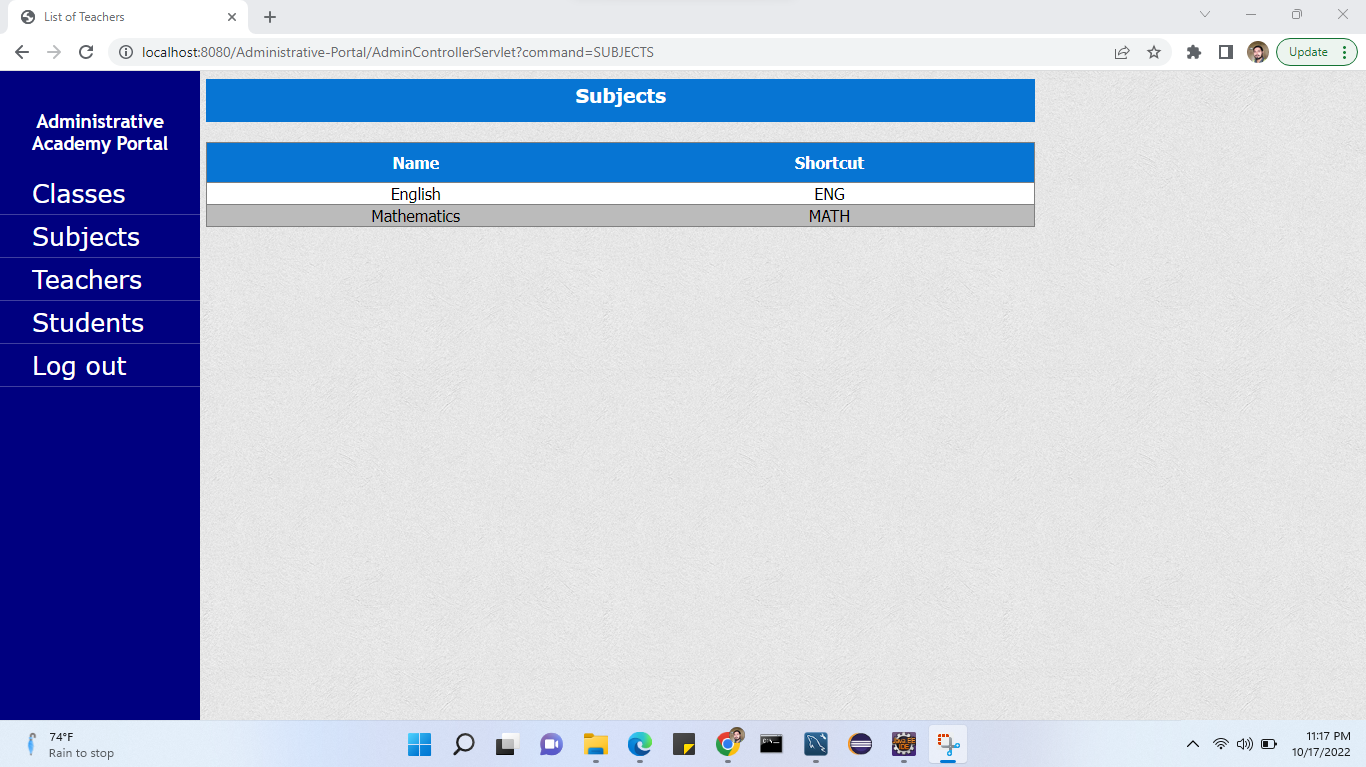 List of Teachers
localhost:8080/Administrative-Portal/AdminControllerServlet?command=SUBJECTS
Update
Administrative
Academy Portal
Classes
Subjects
Teachers
Students
Log out
Subjects
Name Shortcut
English ENG
Mathematics MATH
74°F
Rain to stop
11:17 PM
10/17/2022